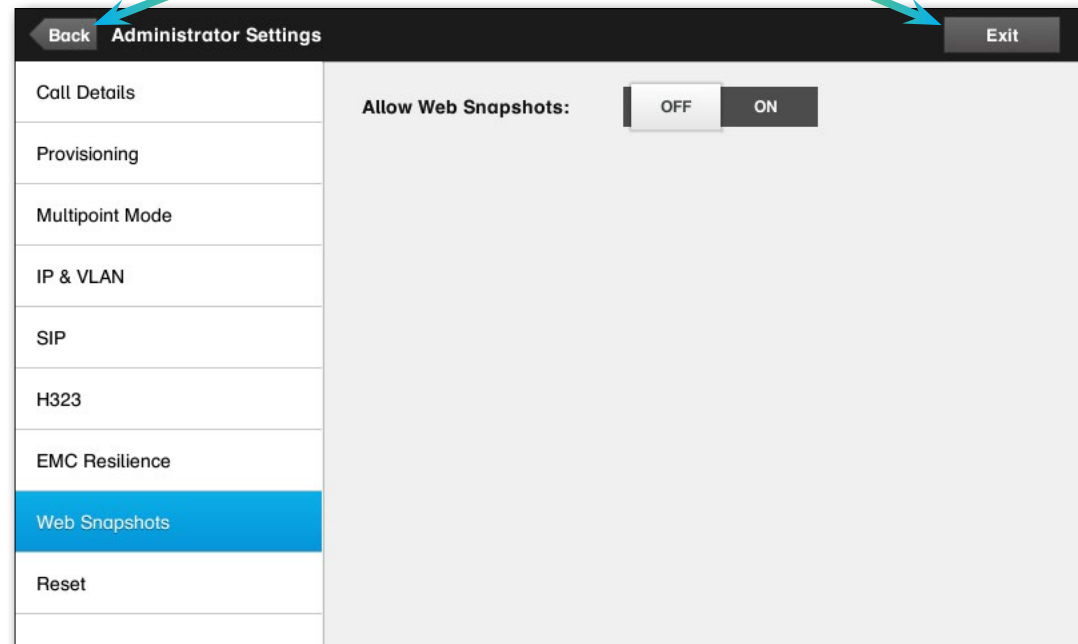 Back Administrator Settings Exit
Call Details
Allow Web Snapshots: OFF ON
Provisioning
Multipoint Mode
IP & VLAN
SIP
H323
EMC Resilience
Web Snapshots
Reset